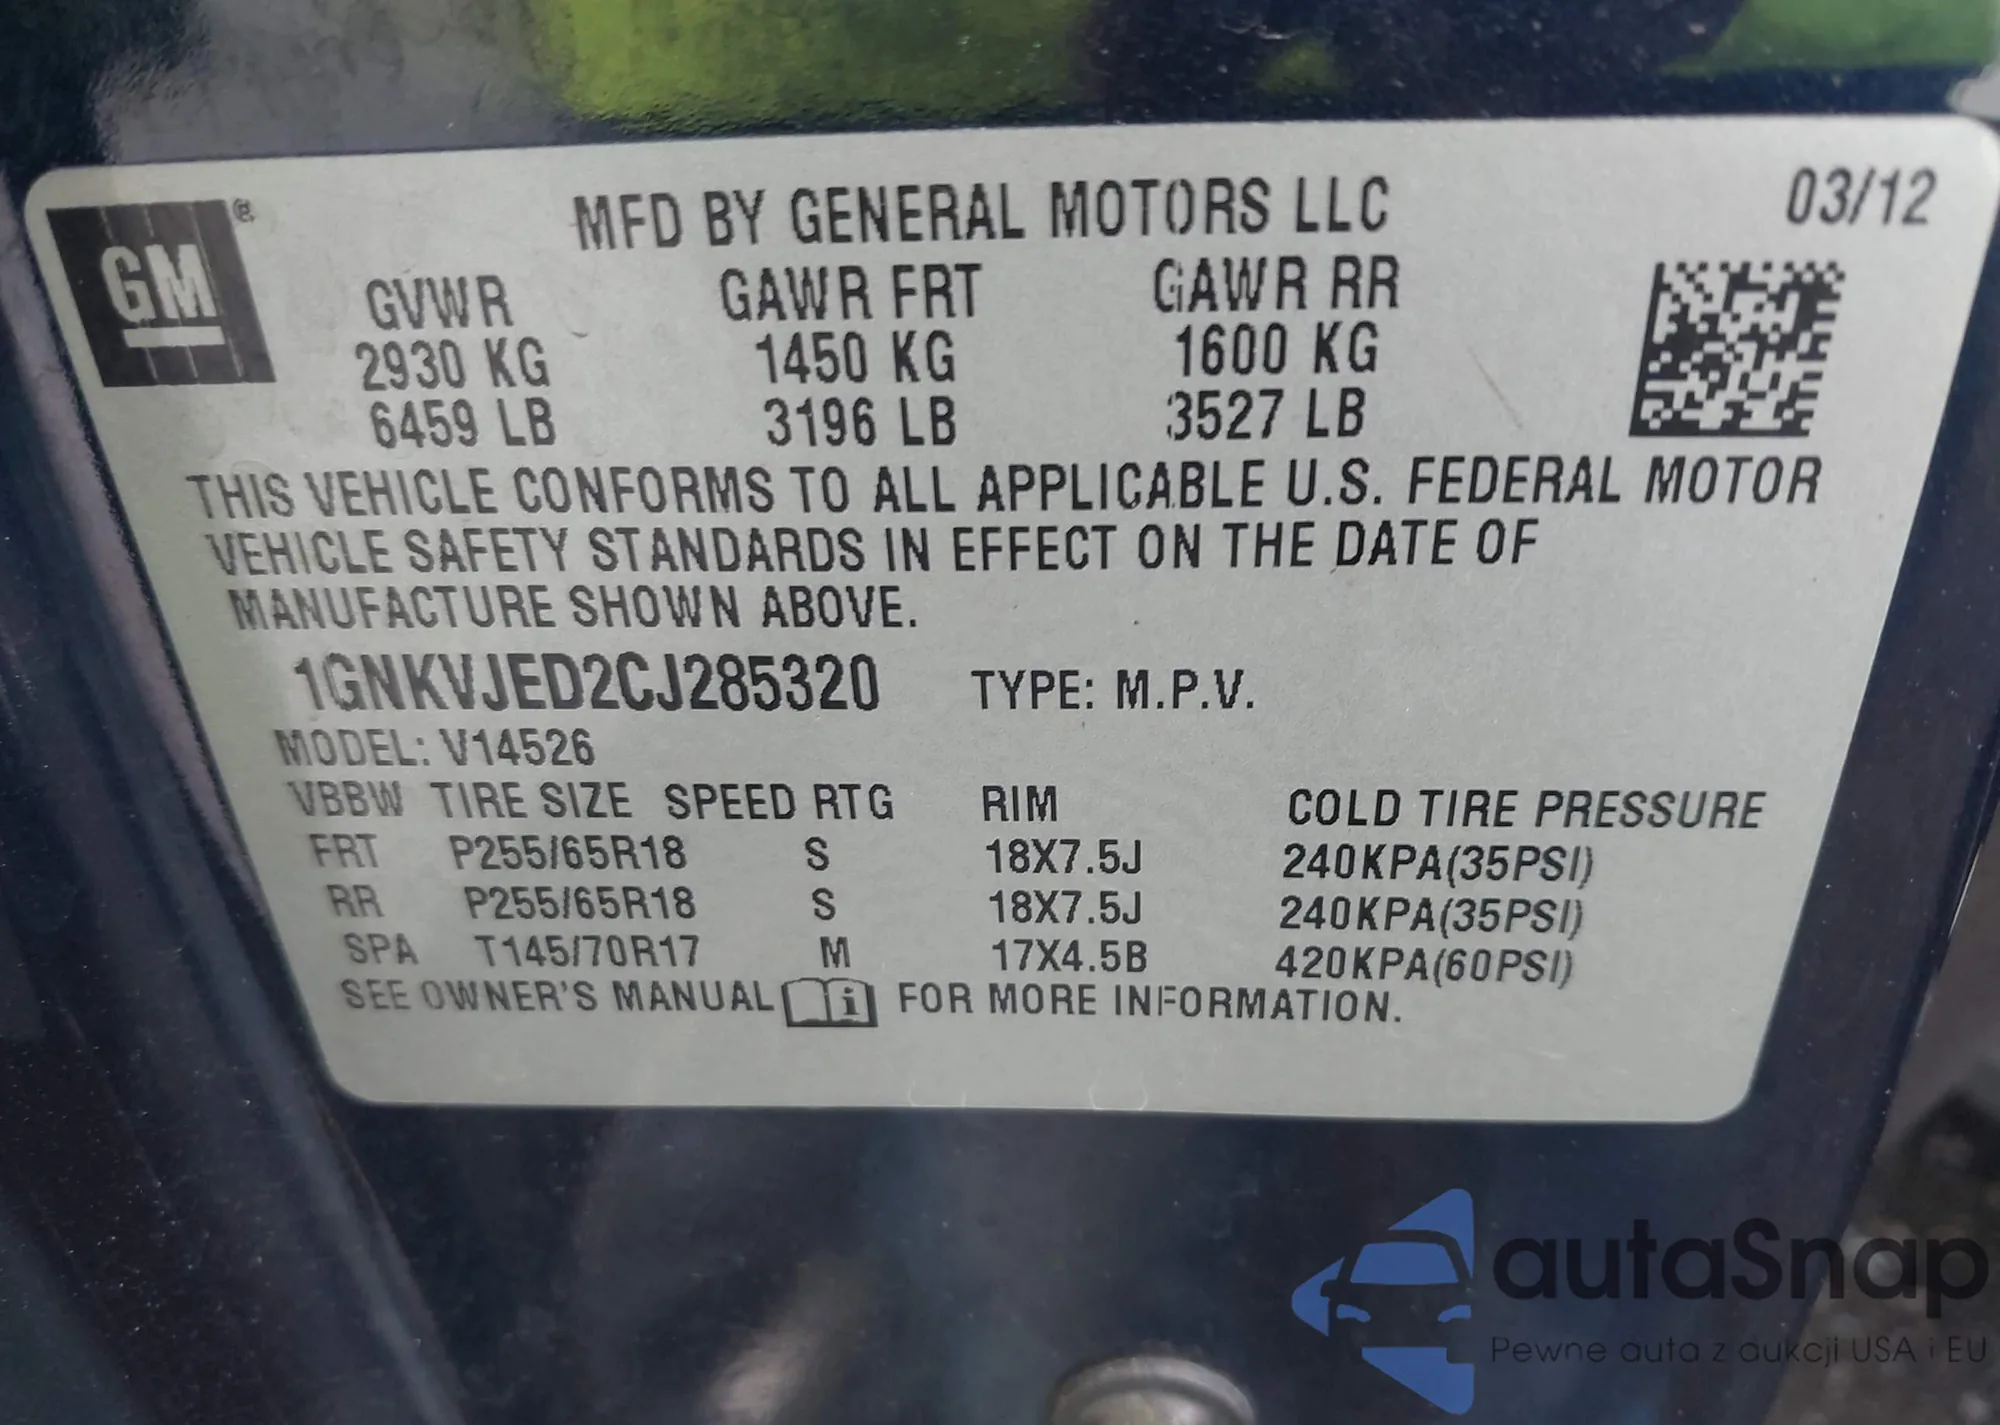 GM®
MFD BY GENERAL MOTORS LLC 03/12
GVWR GAWR FRT GAWR RR
2930 KG 1450 KG 1600 KG
6459 LB 3196 LB 3527 LB
THIS VEHICLE CONFORMS TO ALL APPLICABLE U.S. FEDERAL MOTOR
VEHICLE SAFETY STANDARDS IN EFFECT ON THE DATE OF
MANUFACTURE SHOWN ABOVE.
1GNKVJED2CJ285320 TYPE: M.P.V.
MODEL: V14526
VBBW TIRE SIZE SPEED RTG RIM COLD TIRE PRESSURE
FRT P255/65R18 S 18X7.5J 240KPA(35PSI)
RR P255/65R18 S 18X7.5J 240KPA(35PSI)
SPA T145/70R17 M 17X4.5B 420KPA(60PSI)
SEE OWNER'S MANUAL i FOR MORE INFORMATION.
autaSnap
Pewne auta z aukcji USA i EU